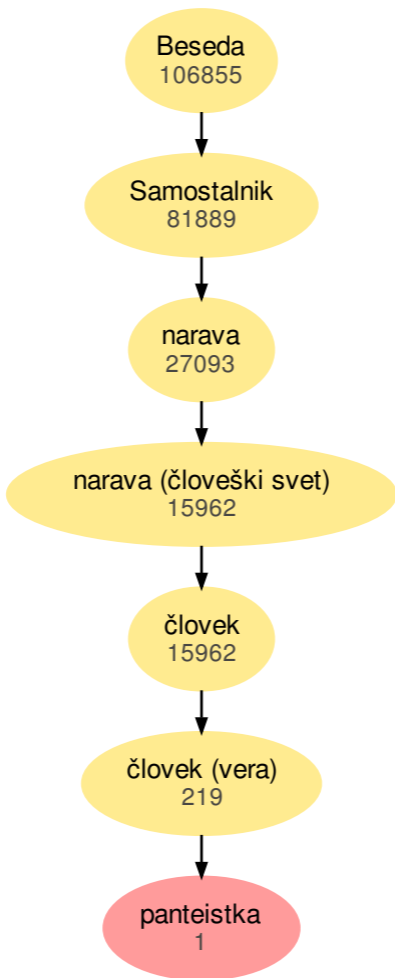 Beseda
106855
Samostalnik
81889
narava
27093
narava (človeški svet)
15962
človek
15962
človek (vera)
219
panteistka
1